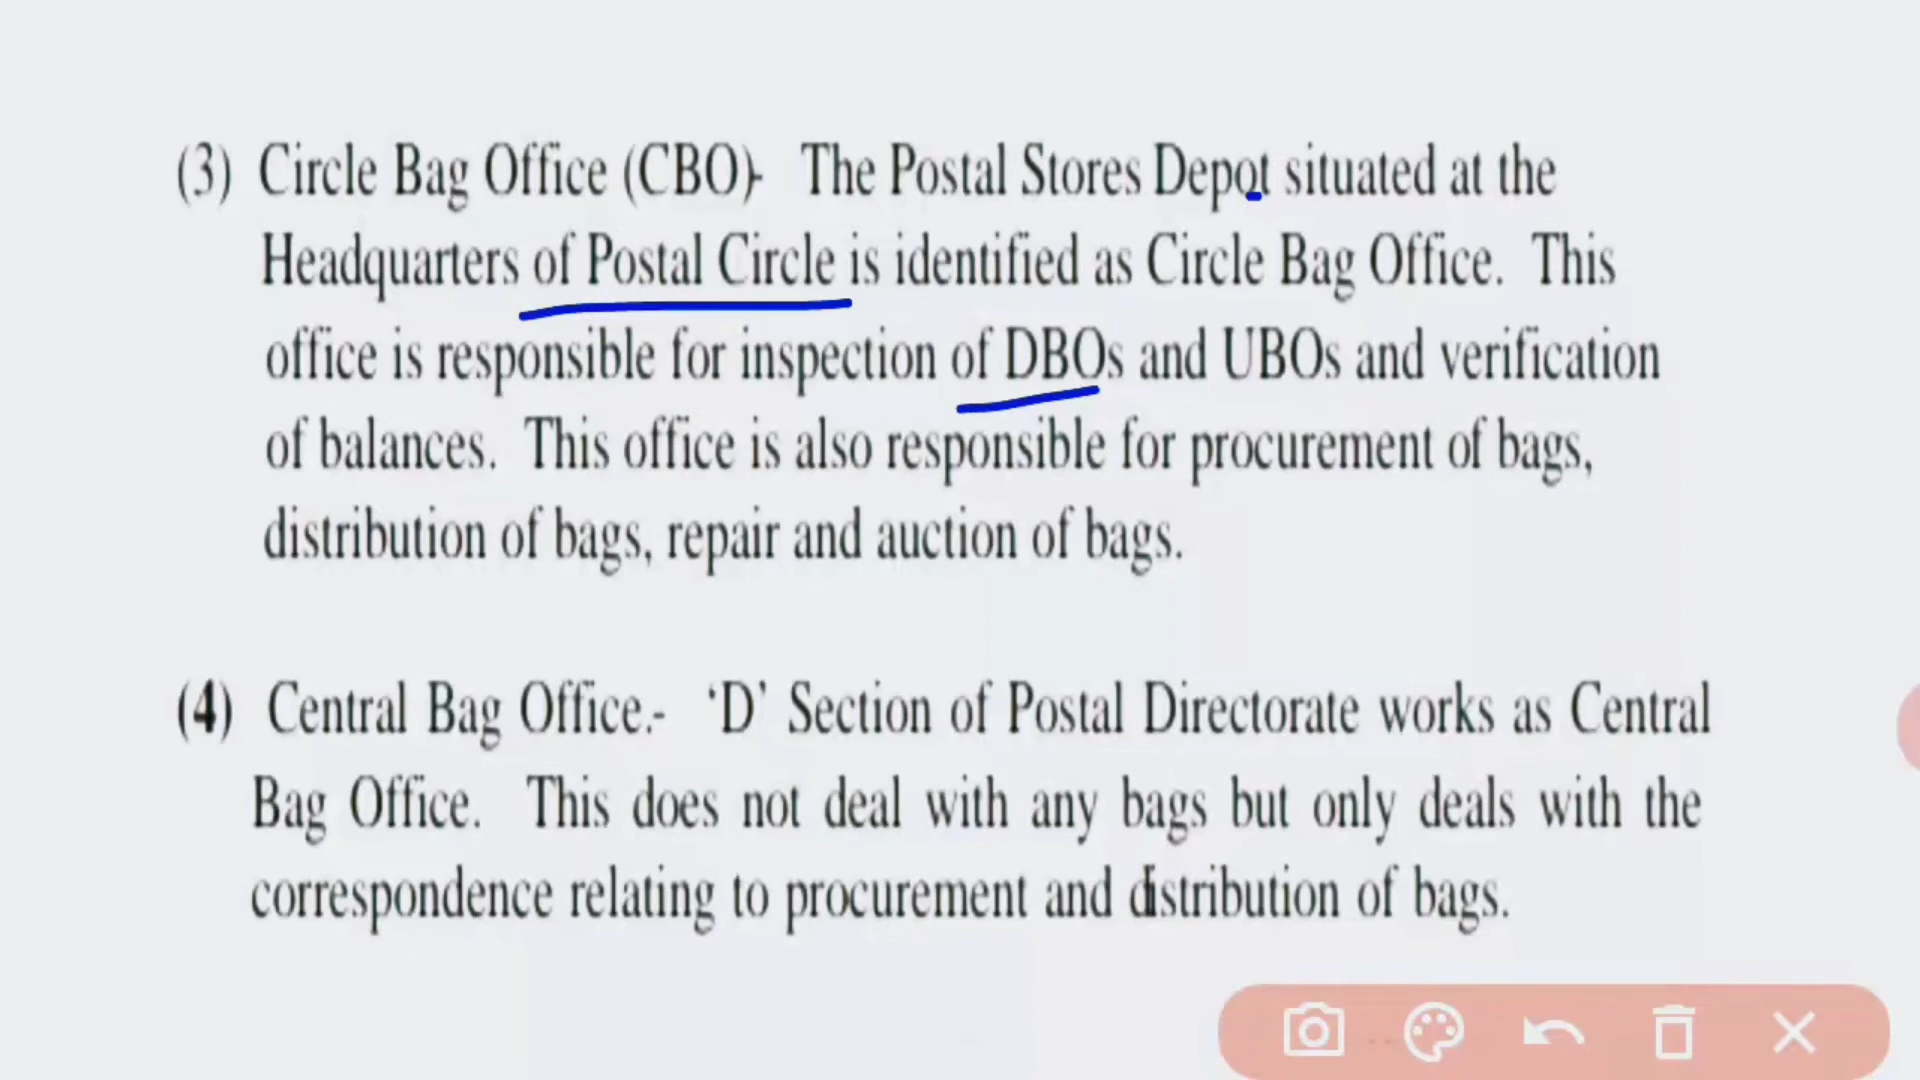 (3) Circle Bag Office (CBO)- The Postal Stores Depot situated at the
Headquarters of Postal Circle is identified as Circle Bag Office. This
office is responsible for inspection of DBOs and UBOs and verification
of balances. This office is also responsible for procurement of bags,
distribution of bags, repair and auction of bags.
(4) Central Bag Office.- ‘D’ Section of Postal Directorate works as Central
Bag Office. This does not deal with any bags but only deals with the
correspondence relating to procurement and distribution of bags.